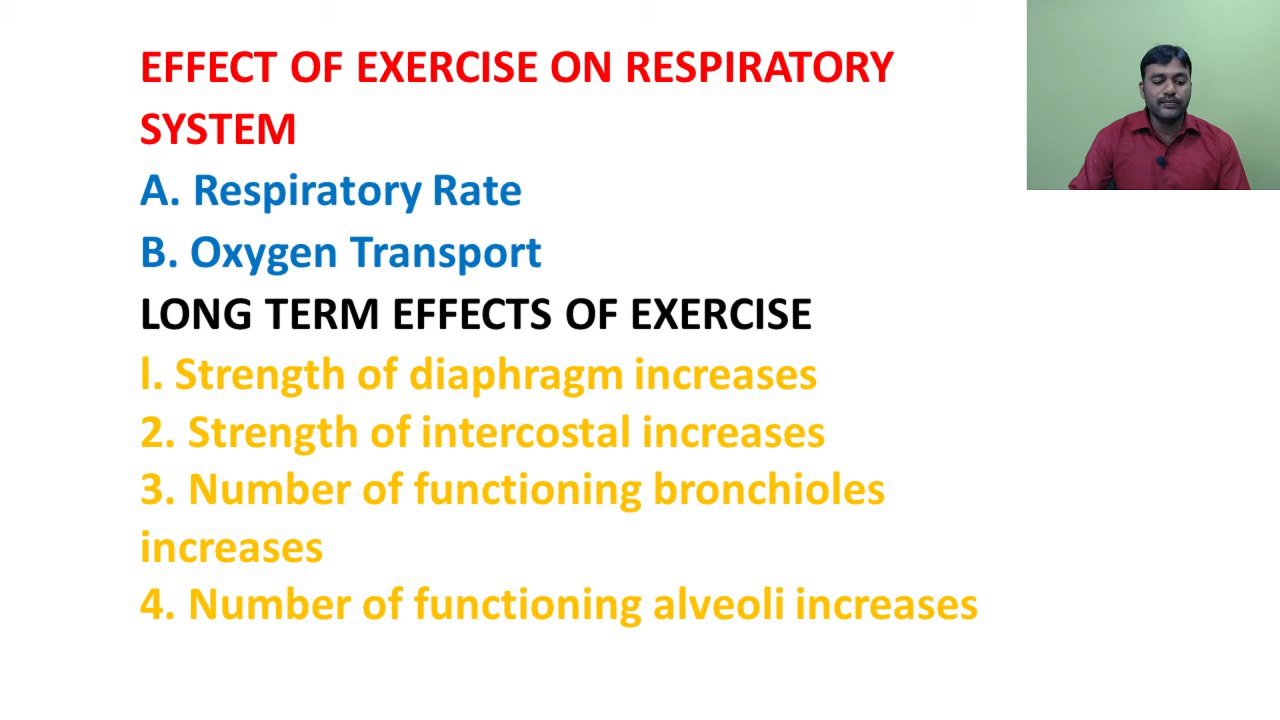 EFFECT OF EXERCISE ON RESPIRATORY
SYSTEM
A. Respiratory Rate
B. Oxygen Transport
LONG TERM EFFECTS OF EXERCISE
l. Strength of diaphragm increases
2. Strength of intercostal increases
3. Number of functioning bronchioles
increases
4. Number of functioning alveoli increases